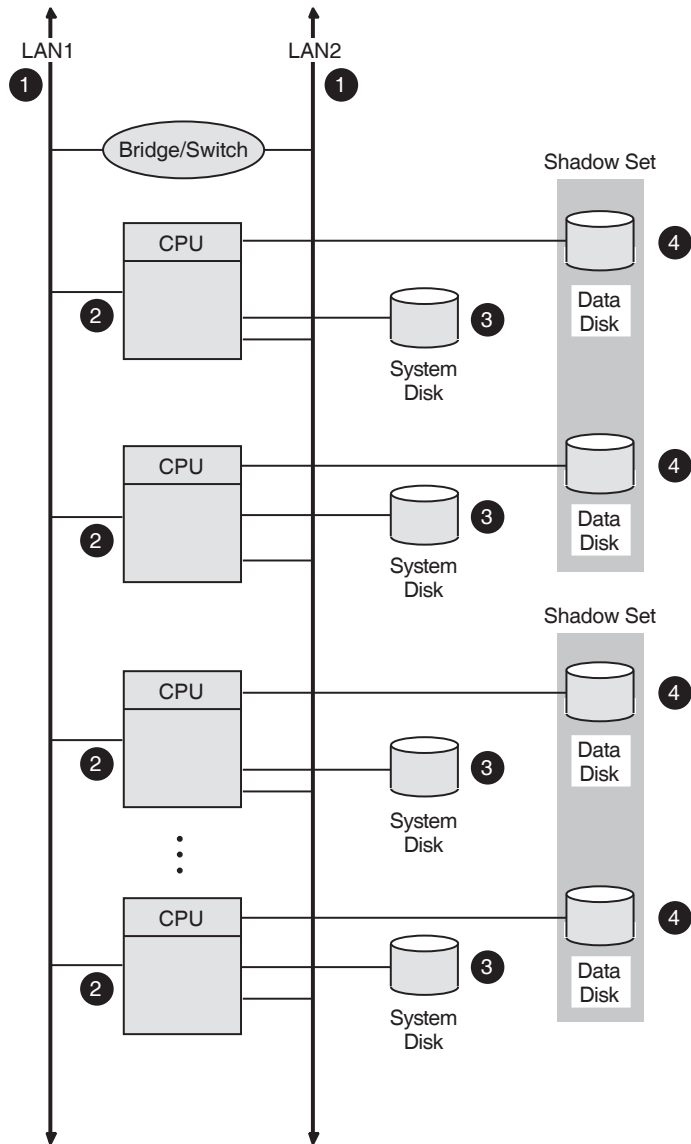 LAN1
LAN2
1
1
Bridge/Switch
Shadow Set
CPU
4
2
3
Data
Disk
System
Disk
CPU
4
2
3
Data
Disk
System
Disk
Shadow Set
CPU
4
2
3
Data
Disk
System
Disk
CPU
4
2
3
Data
Disk
System
Disk